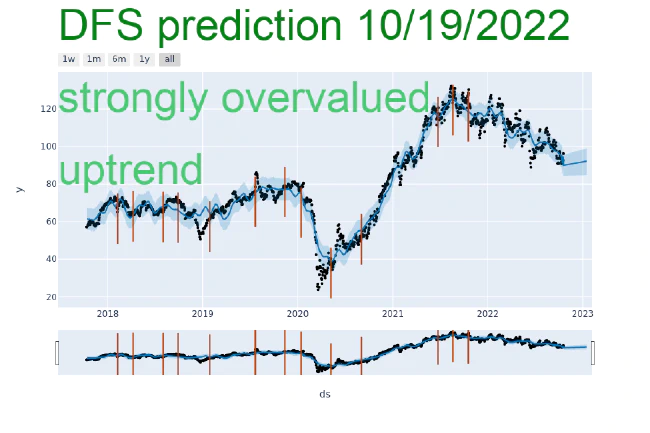 DFS prediction 10/19/2022
1w 1m 6m 1y all
strongly overvalued
uptrend
120
100
80
60
40
20
y
2018 2019 2020 2021 2022 2023
ds